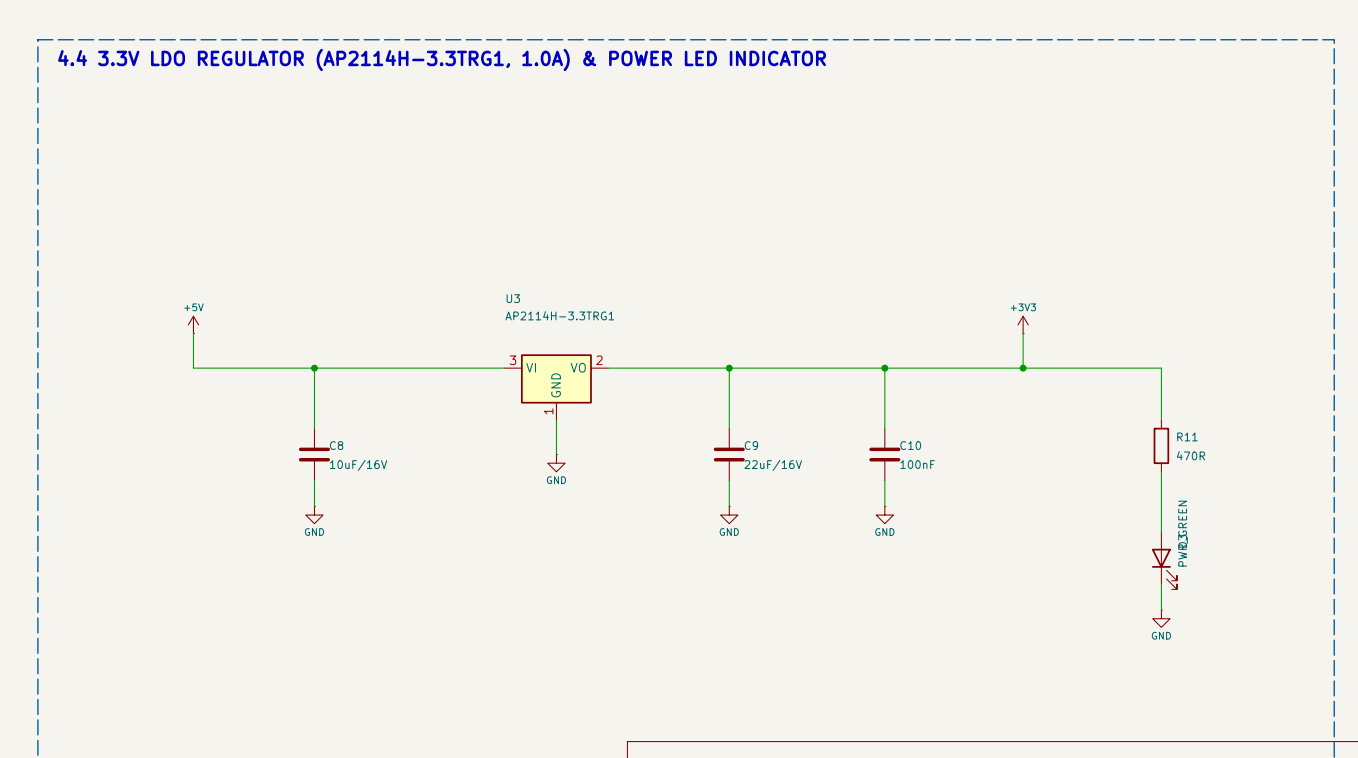 4.4 3.3V LDO REGULATOR (AP2114H-3.3TRG1, 1.0A) & POWER LED INDICATOR
U3
AP2114H-3.3TRG1
+5V
+3V3
3
VI
VO
2
GND
1
C8
10uF/16V
GND
GND
C9
22uF/16V
GND
C10
100nF
GND
R11
470R
GREEN
GND